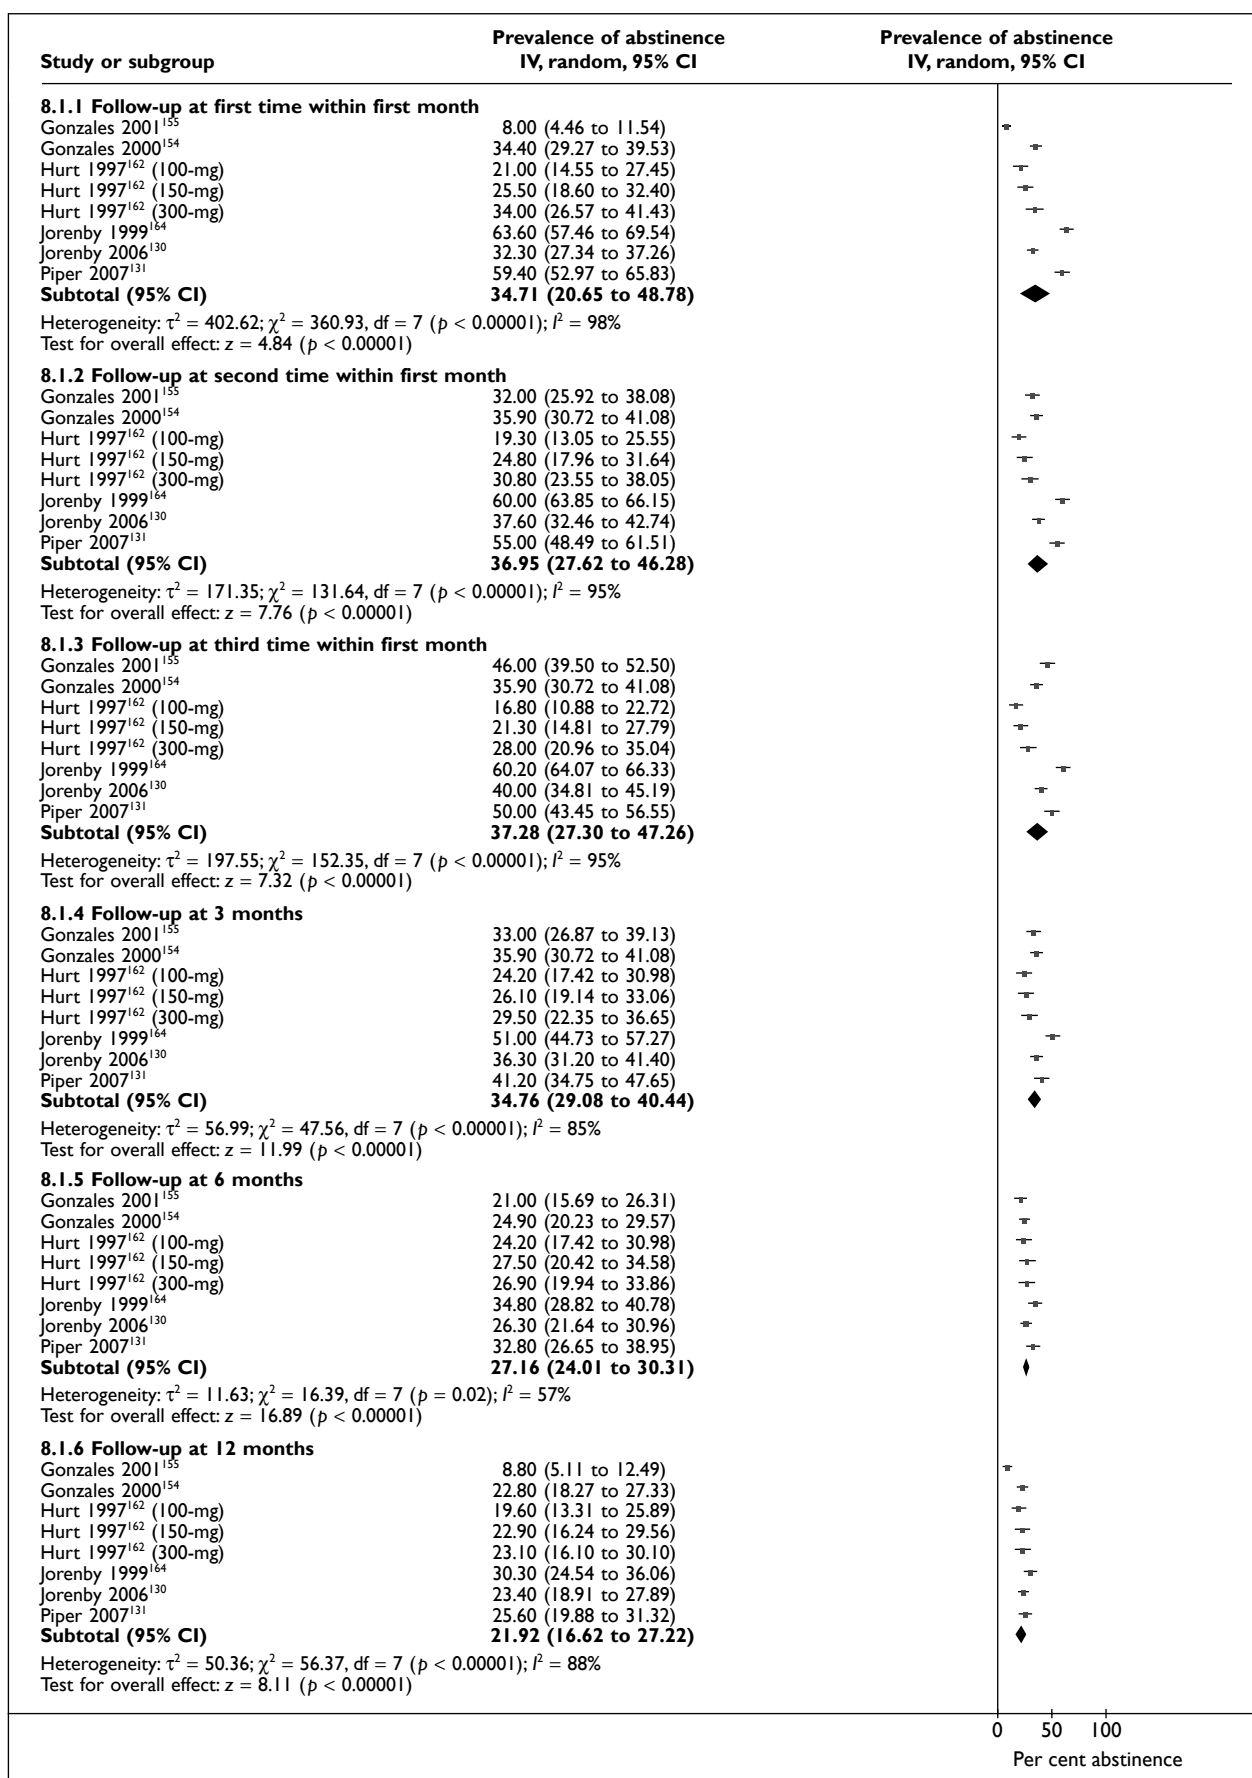 Study or subgroup Prevalence of abstinence IV, random, 95% CI Prevalence of abstinence IV, random, 95% CI
8.1.1 Follow-up at first time within first month
Gonzales 2001¹⁵⁵ 8.00 (4.46 to 11.54)
Gonzales 2000¹⁵⁴ 34.40 (29.27 to 39.53)
Hurt 1997¹⁶² (100-mg) 21.00 (14.55 to 27.45)
Hurt 1997¹⁶² (150-mg) 25.50 (18.60 to 32.40)
Hurt 1997¹⁶² (300-mg) 34.00 (26.57 to 41.43)
Jorenby 1999¹⁶⁴ 63.60 (57.46 to 69.54)
Jorenby 2006¹³⁰ 32.30 (27.34 to 37.26)
Piper 2007¹³¹ 59.40 (52.97 to 65.83)
Subtotal (95% CI) 34.71 (20.65 to 48.78)
Heterogeneity: τ² = 402.62; χ² = 360.93, df = 7 (p < 0.00001); I² = 98%
Test for overall effect: z = 4.84 (p < 0.00001)
8.1.2 Follow-up at second time within first month
Gonzales 2001¹⁵⁵ 32.00 (25.92 to 38.08)
Gonzales 2000¹⁵⁴ 35.90 (30.72 to 41.08)
Hurt 1997¹⁶² (100-mg) 19.30 (13.05 to 25.55)
Hurt 1997¹⁶² (150-mg) 24.80 (17.96 to 31.64)
Hurt 1997¹⁶² (300-mg) 30.80 (23.55 to 38.05)
Jorenby 1999¹⁶⁴ 60.00 (63.85 to 66.15)
Jorenby 2006¹³⁰ 37.60 (32.46 to 42.74)
Piper 2007¹³¹ 55.00 (48.49 to 61.51)
Subtotal (95% CI) 36.95 (27.62 to 46.28)
Heterogeneity: τ² = 171.35; χ² = 131.64, df = 7 (p < 0.00001); I² = 95%
Test for overall effect: z = 7.76 (p < 0.00001)
8.1.3 Follow-up at third time within first month
Gonzales 2001¹⁵⁵ 46.00 (39.50 to 52.50)
Gonzales 2000¹⁵⁴ 35.90 (30.72 to 41.08)
Hurt 1997¹⁶² (100-mg) 16.80 (10.88 to 22.72)
Hurt 1997¹⁶² (150-mg) 21.30 (14.81 to 27.79)
Hurt 1997¹⁶² (300-mg) 28.00 (20.96 to 35.04)
Jorenby 1999¹⁶⁴ 60.20 (64.07 to 66.33)
Jorenby 2006¹³⁰ 40.00 (34.81 to 45.19)
Piper 2007¹³¹ 50.00 (43.45 to 56.55)
Subtotal (95% CI) 37.28 (27.30 to 47.26)
Heterogeneity: τ² = 197.55; χ² = 152.35, df = 7 (p < 0.00001); I² = 95%
Test for overall effect: z = 7.32 (p < 0.00001)
8.1.4 Follow-up at 3 months
Gonzales 2001¹⁵⁵ 33.00 (26.87 to 39.13)
Gonzales 2000¹⁵⁴ 35.90 (30.72 to 41.08)
Hurt 1997¹⁶² (100-mg) 24.20 (17.42 to 30.98)
Hurt 1997¹⁶² (150-mg) 26.10 (19.14 to 33.06)
Hurt 1997¹⁶² (300-mg) 29.50 (22.35 to 36.65)
Jorenby 1999¹⁶⁴ 51.00 (44.73 to 57.27)
Jorenby 2006¹³⁰ 36.30 (31.20 to 41.40)
Piper 2007¹³¹ 41.20 (34.75 to 47.65)
Subtotal (95% CI) 34.76 (29.08 to 40.44)
Heterogeneity: τ² = 56.99; χ² = 47.56, df = 7 (p < 0.00001); I² = 85%
Test for overall effect: z = 11.99 (p < 0.00001)
8.1.5 Follow-up at 6 months
Gonzales 2001¹⁵⁵ 21.00 (15.69 to 26.31)
Gonzales 2000¹⁵⁴ 24.90 (20.23 to 29.57)
Hurt 1997¹⁶² (100-mg) 24.20 (17.42 to 30.98)
Hurt 1997¹⁶² (150-mg) 27.50 (20.42 to 34.58)
Hurt 1997¹⁶² (300-mg) 26.90 (19.94 to 33.86)
Jorenby 1999¹⁶⁴ 34.80 (28.82 to 40.78)
Jorenby 2006¹³⁰ 26.30 (21.64 to 30.96)
Piper 2007¹³¹ 32.80 (26.65 to 38.95)
Subtotal (95% CI) 27.16 (24.01 to 30.31)
Heterogeneity: τ² = 11.63; χ² = 16.39, df = 7 (p = 0.02); I² = 57%
Test for overall effect: z = 16.89 (p < 0.00001)
8.1.6 Follow-up at 12 months
Gonzales 2001¹⁵⁵ 8.80 (5.11 to 12.49)
Gonzales 2000¹⁵⁴ 22.80 (18.27 to 27.33)
Hurt 1997¹⁶² (100-mg) 19.60 (13.31 to 25.89)
Hurt 1997¹⁶² (150-mg) 22.90 (16.24 to 29.56)
Hurt 1997¹⁶² (300-mg) 23.10 (16.10 to 30.10)
Jorenby 1999¹⁶⁴ 30.30 (24.54 to 36.06)
Jorenby 2006¹³⁰ 23.40 (18.91 to 27.89)
Piper 2007¹³¹ 25.60 (19.88 to 31.32)
Subtotal (95% CI) 21.92 (16.62 to 27.22)
Heterogeneity: τ² = 50.36; χ² = 56.37, df = 7 (p < 0.00001); I² = 88%
Test for overall effect: z = 8.11 (p < 0.00001)
0 50 100
Per cent abstinence